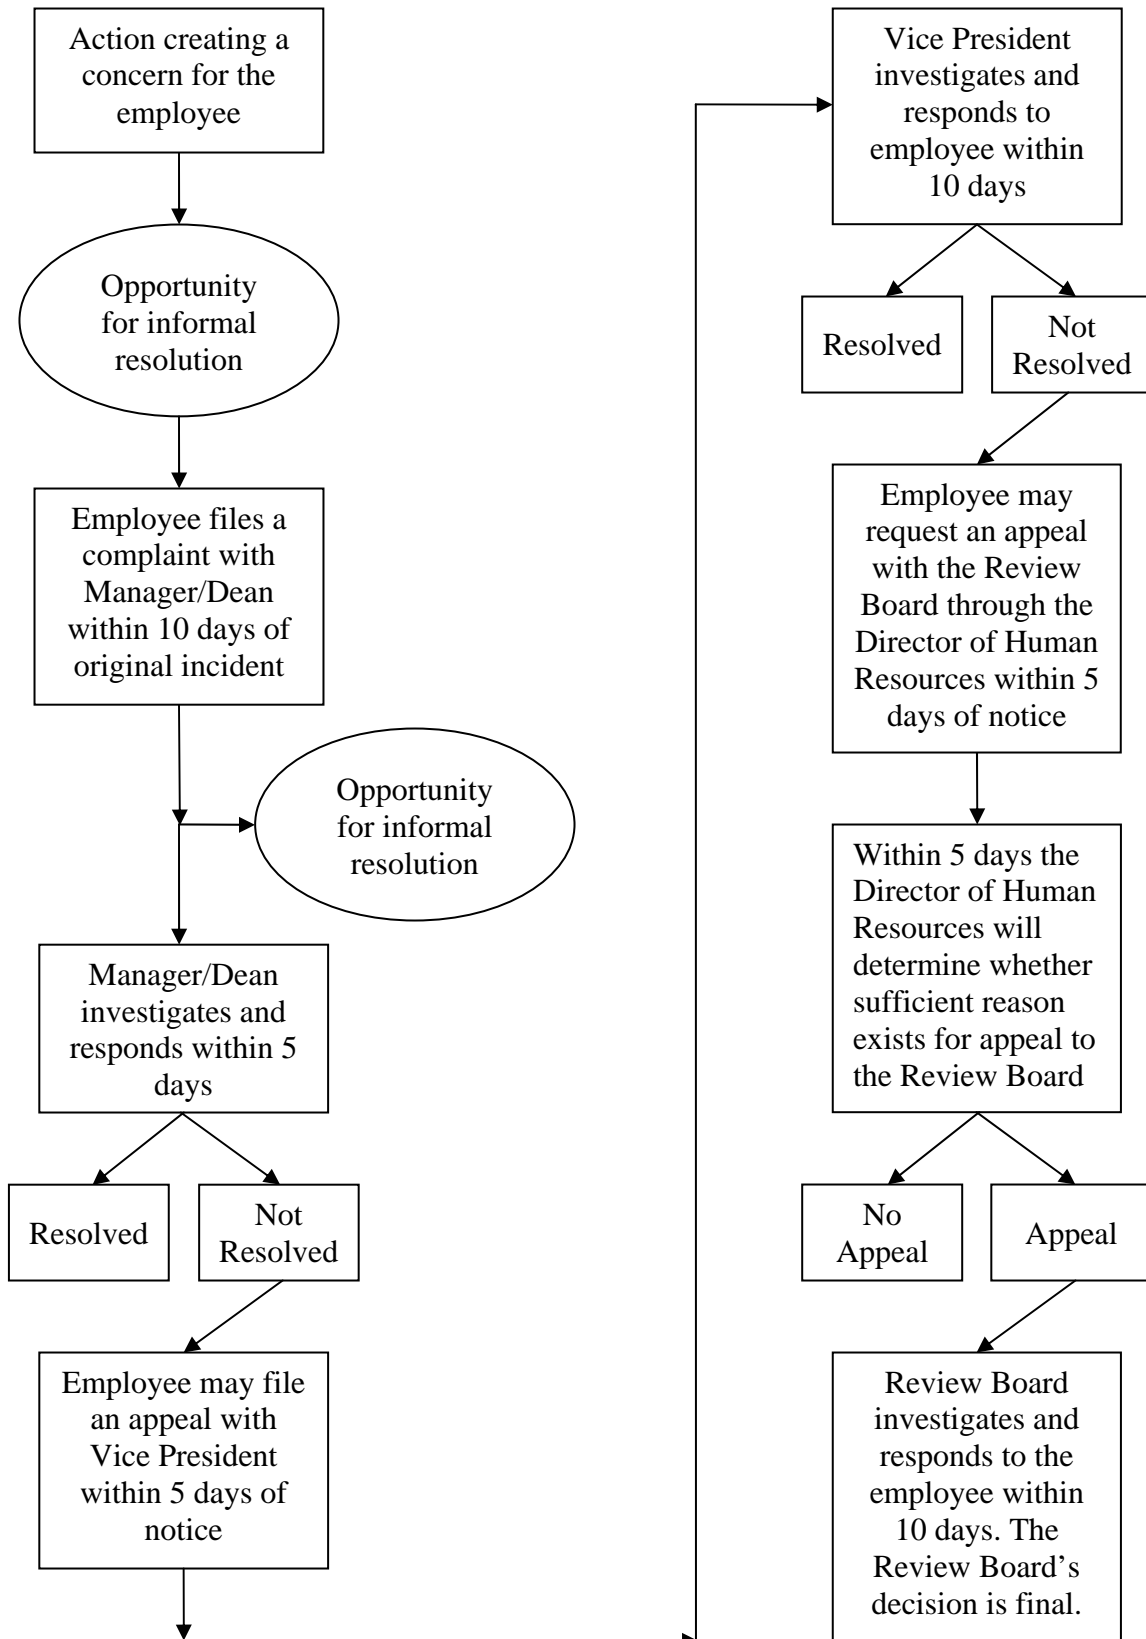 Action creating a
concern for the
employee
Opportunity
for informal
resolution
Employee files a
complaint with
Manager/Dean
within 10 days of
original incident
Opportunity
for informal
resolution
Manager/Dean
investigates and
responds within 5
days
Resolved
Not
Resolved
Employee may file
an appeal with
Vice President
within 5 days of
notice
Vice President
investigates and
responds to
employee within
10 days
Resolved
Not
Resolved
Employee may
request an appeal
with the Review
Board through the
Director of Human
Resources within 5
days of notice
Within 5 days the
Director of Human
Resources will
determine whether
sufficient reason
exists for appeal to
the Review Board
No
Appeal
Appeal
Review Board
investigates and
responds to the
employee within
10 days. The
Review Board’s
decision is final.